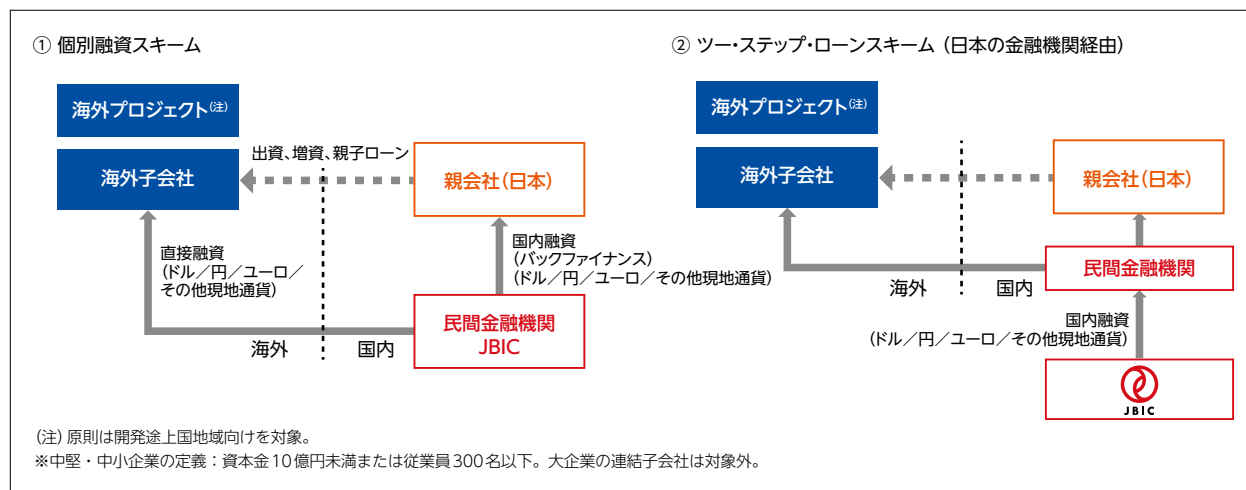 ① 個別融資スキーム
海外プロジェクト(注)
海外子会社
出資、増資、親子ローン
親会社(日本)
直接融資
(ドル／円／ユーロ／
その他現地通貨)
国内融資
(バックファイナンス)
(ドル／円／ユーロ／その他現地通貨)
民間金融機関
JBIC
海外
国内
② ツー・ステップ・ローンスキーム (日本の金融機関経由)
海外プロジェクト(注)
海外子会社
親会社(日本)
民間金融機関
海外
国内
国内融資
(ドル／円／ユーロ／その他現地通貨)
JBIC
(注) 原則は開発途上国地域向けを対象。
※中堅・中小企業の定義：資本金10億円未満または従業員300名以下。大企業の連結子会社は対象外。